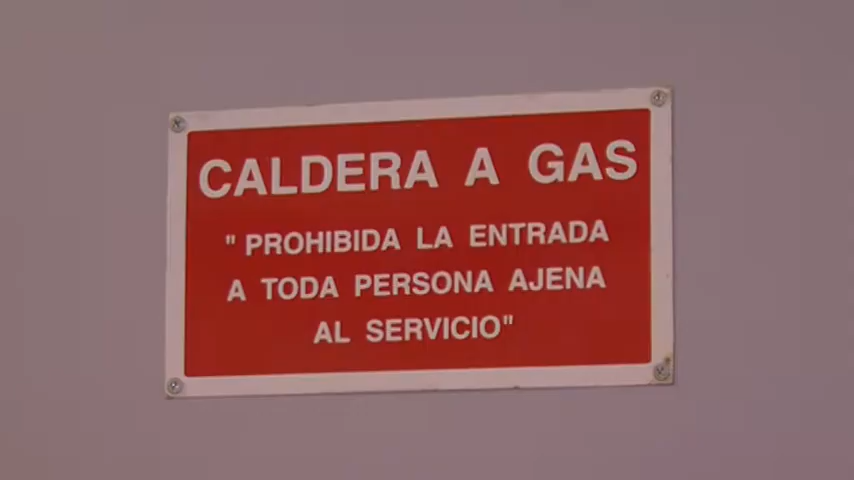 CALDERA A GAS
" PROHIBIDA LA ENTRADA
A TODA PERSONA AJENA
AL SERVICIO"